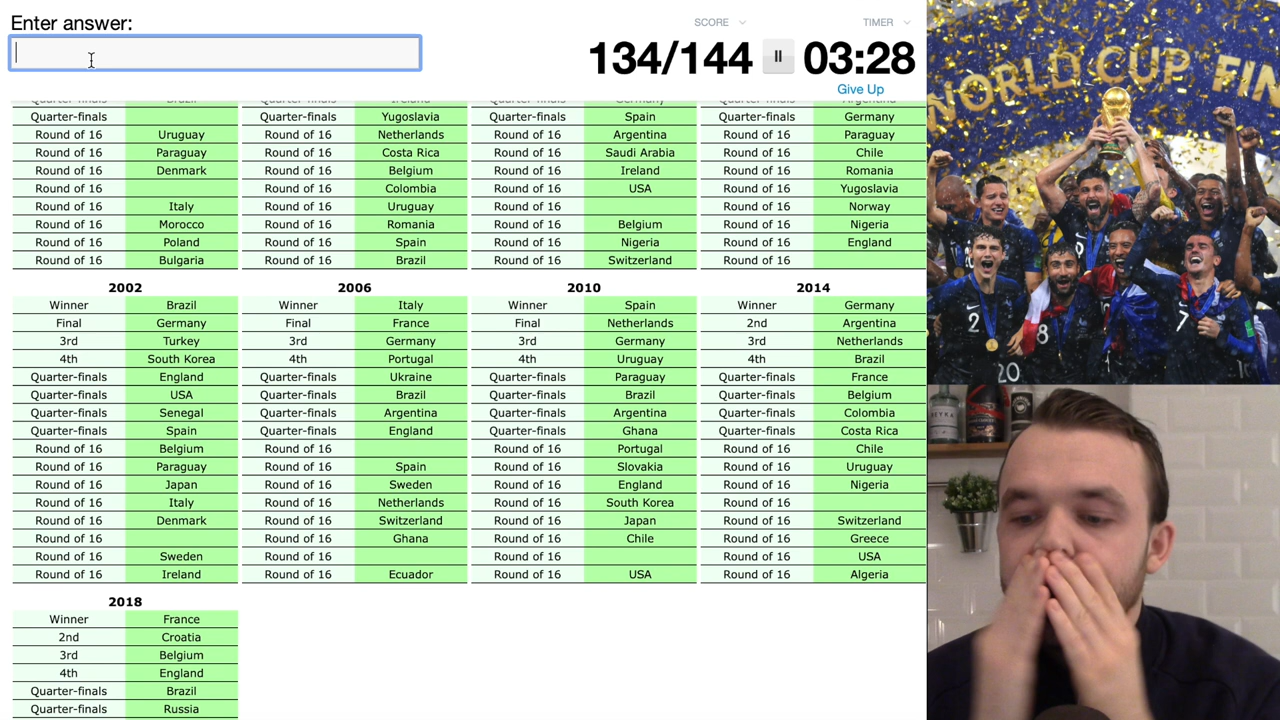 Enter answer:
SCORE
TIMER
134/144
03:28
Give Up
Quarter-finals Brazil Quarter-finals Ireland Quarter-finals Germany Quarter-finals Argentina
Quarter-finals Quarter-finals Yugoslavia Quarter-finals Spain Quarter-finals Germany
Round of 16 Uruguay Round of 16 Netherlands Round of 16 Argentina Round of 16 Paraguay
Round of 16 Paraguay Round of 16 Costa Rica Round of 16 Saudi Arabia Round of 16 Chile
Round of 16 Denmark Round of 16 Belgium Round of 16 Ireland Round of 16 Romania
Round of 16 Round of 16 Colombia Round of 16 USA Round of 16 Yugoslavia
Round of 16 Italy Round of 16 Uruguay Round of 16 Round of 16 Norway
Round of 16 Morocco Round of 16 Romania Round of 16 Belgium Round of 16 Nigeria
Round of 16 Poland Round of 16 Spain Round of 16 Nigeria Round of 16 England
Round of 16 Bulgaria Round of 16 Brazil Round of 16 Switzerland Round of 16
2002 2006 2010 2014
Winner Brazil Winner Italy Winner Spain Winner Germany
Final Germany Final France Final Netherlands 2nd Argentina
3rd Turkey 3rd Germany 3rd Germany 3rd Netherlands
4th South Korea 4th Portugal 4th Uruguay 4th Brazil
Quarter-finals England Quarter-finals Ukraine Quarter-finals Paraguay Quarter-finals France
Quarter-finals USA Quarter-finals Brazil Quarter-finals Brazil Quarter-finals Belgium
Quarter-finals Senegal Quarter-finals Argentina Quarter-finals Argentina Quarter-finals Colombia
Quarter-finals Spain Quarter-finals England Quarter-finals Ghana Quarter-finals Costa Rica
Round of 16 Belgium Round of 16 Round of 16 Portugal Round of 16 Chile
Round of 16 Paraguay Round of 16 Spain Round of 16 Slovakia Round of 16 Uruguay
Round of 16 Japan Round of 16 Sweden Round of 16 England Round of 16 Nigeria
Round of 16 Italy Round of 16 Netherlands Round of 16 South Korea Round of 16
Round of 16 Denmark Round of 16 Switzerland Round of 16 Japan Round of 16 Switzerland
Round of 16 Round of 16 Ghana Round of 16 Chile Round of 16 Greece
Round of 16 Sweden Round of 16 Round of 16 Round of 16 USA
Round of 16 Ireland Round of 16 Ecuador Round of 16 USA Round of 16 Algeria
2018
Winner France
2nd Croatia
3rd Belgium
4th England
Quarter-finals Brazil
Quarter-finals Russia
WORLD CUP FIN
2
8
7
9
20